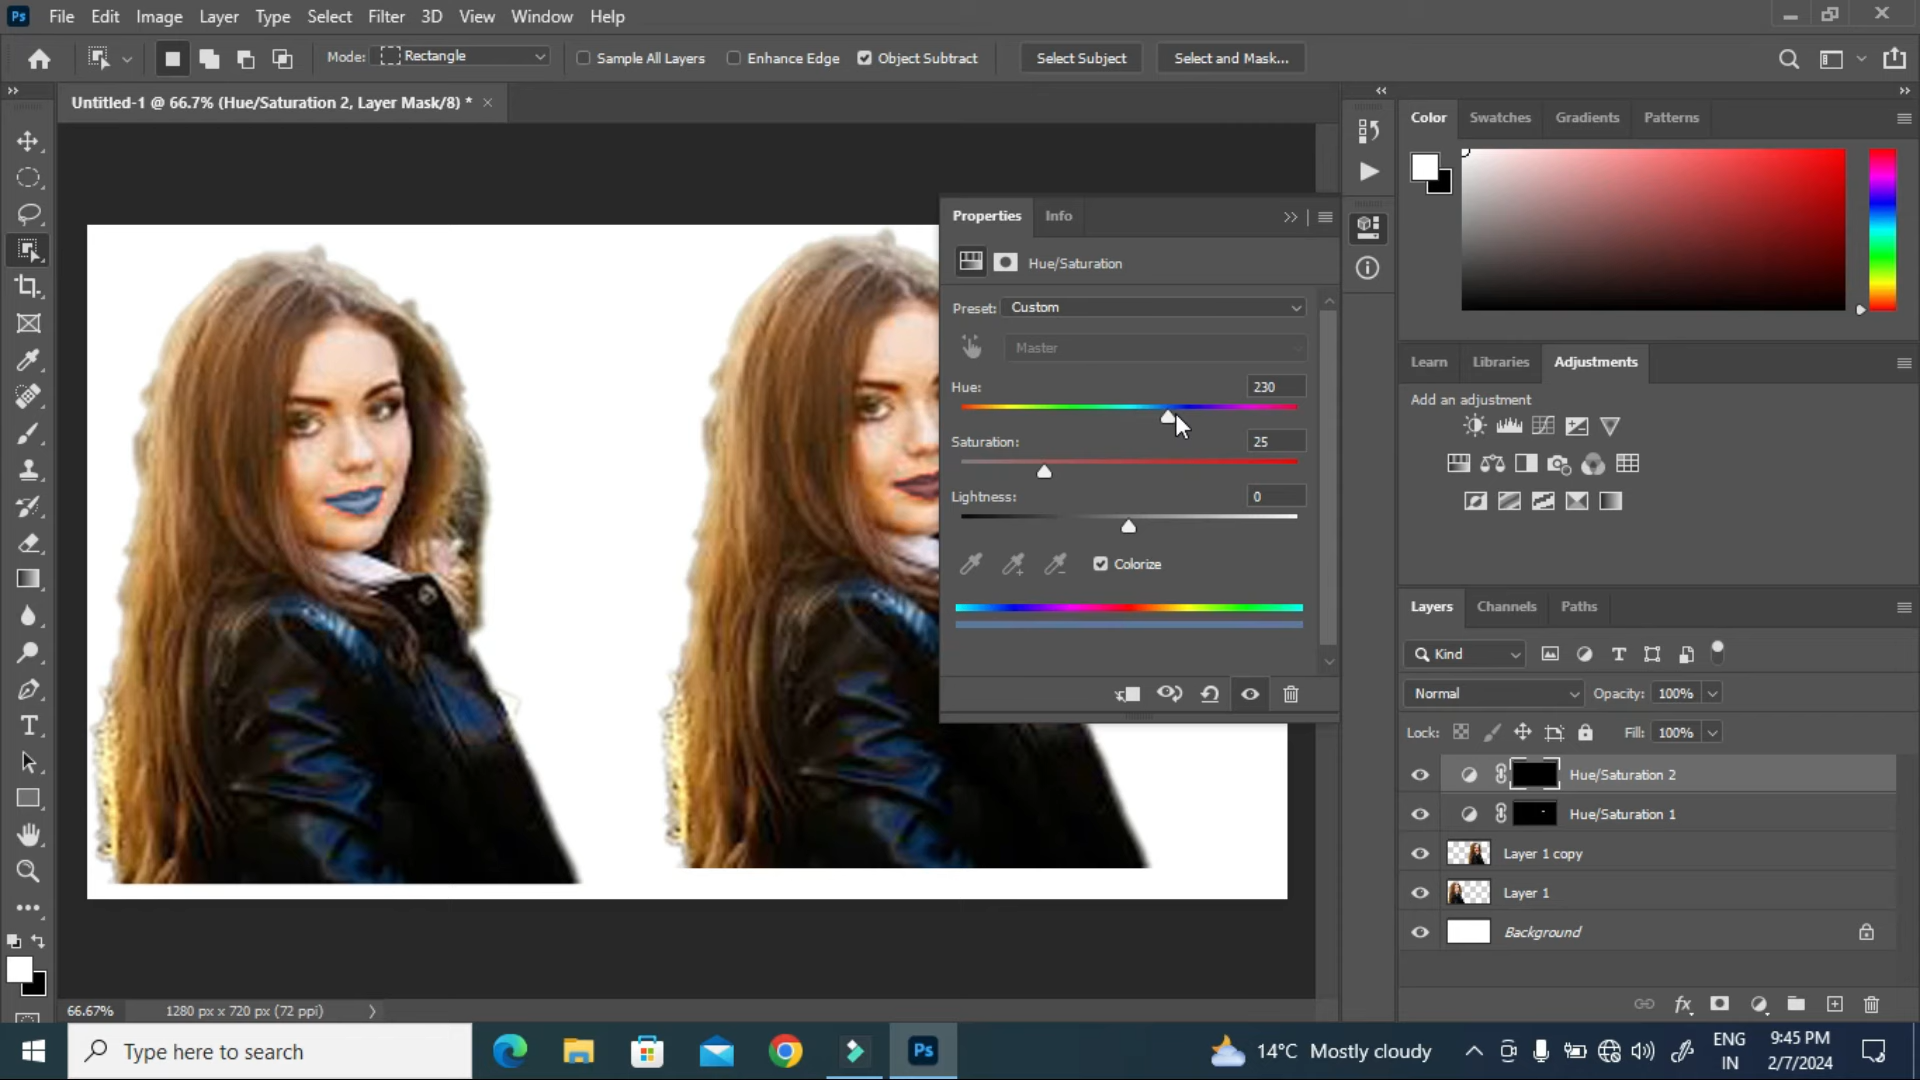 Ps File Edit Image Layer Type Select Filter 3D View Window Help
Mode: Rectangle Sample All Layers Enhance Edge Object Subtract Select Subject Select and Mask...
Untitled-1 @ 66.7% (Hue/Saturation 2, Layer Mask/8) *
Color Swatches Gradients Patterns
Properties Info
Hue/Saturation
Preset: Custom
Master
Hue: 230
Saturation: 25
Lightness: 0
Colorize
Learn Libraries Adjustments
Add an adjustment
Layers Channels Paths
Kind
Normal Opacity: 100%
Lock: Fill: 100%
Hue/Saturation 2
Hue/Saturation 1
Layer 1 copy
Layer 1
Background
fx
66.67% 1280 px x 720 px (72 ppi)
Type here to search
Ps
14°C Mostly cloudy
ENG
IN
9:45 PM
2/7/2024